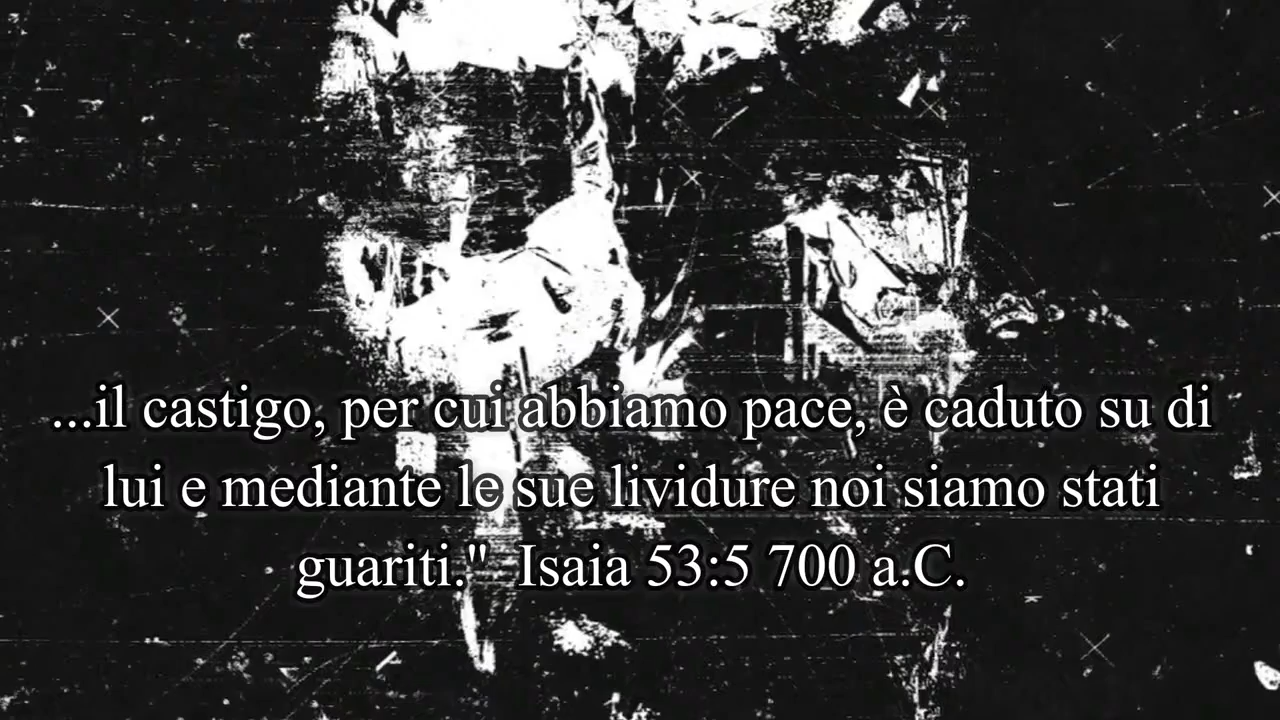 ...il castigo, per cui abbiamo pace, è caduto su di
lui e mediante le sue lividure noi siamo stati
guariti." Isaia 53:5 700 a.C.